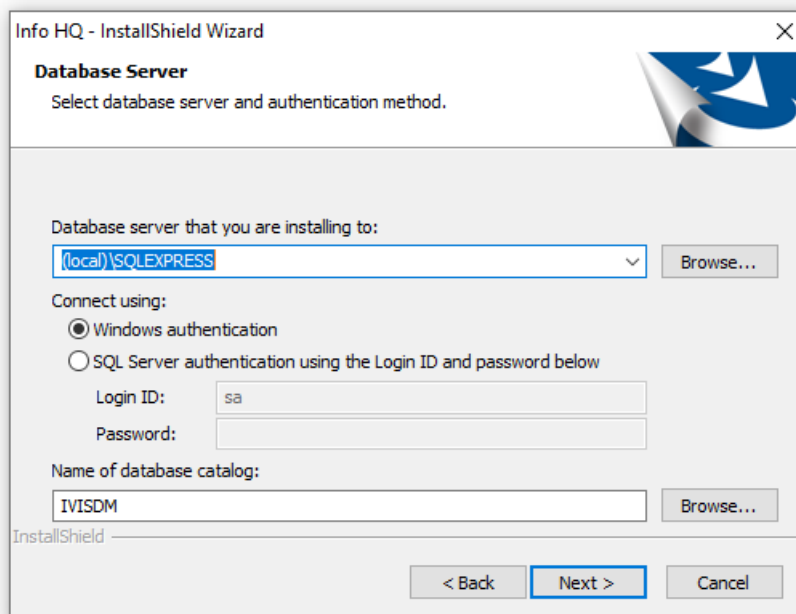 Info HQ - InstallShield Wizard
Database Server
Select database server and authentication method.
Database server that you are installing to:
(local)\SQLEXPRESS
Browse...
Connect using:
Windows authentication
SQL Server authentication using the Login ID and password below
Login ID:
sa
Password:
Name of database catalog:
IVISDM
Browse...
InstallShield
< Back
Next >
Cancel